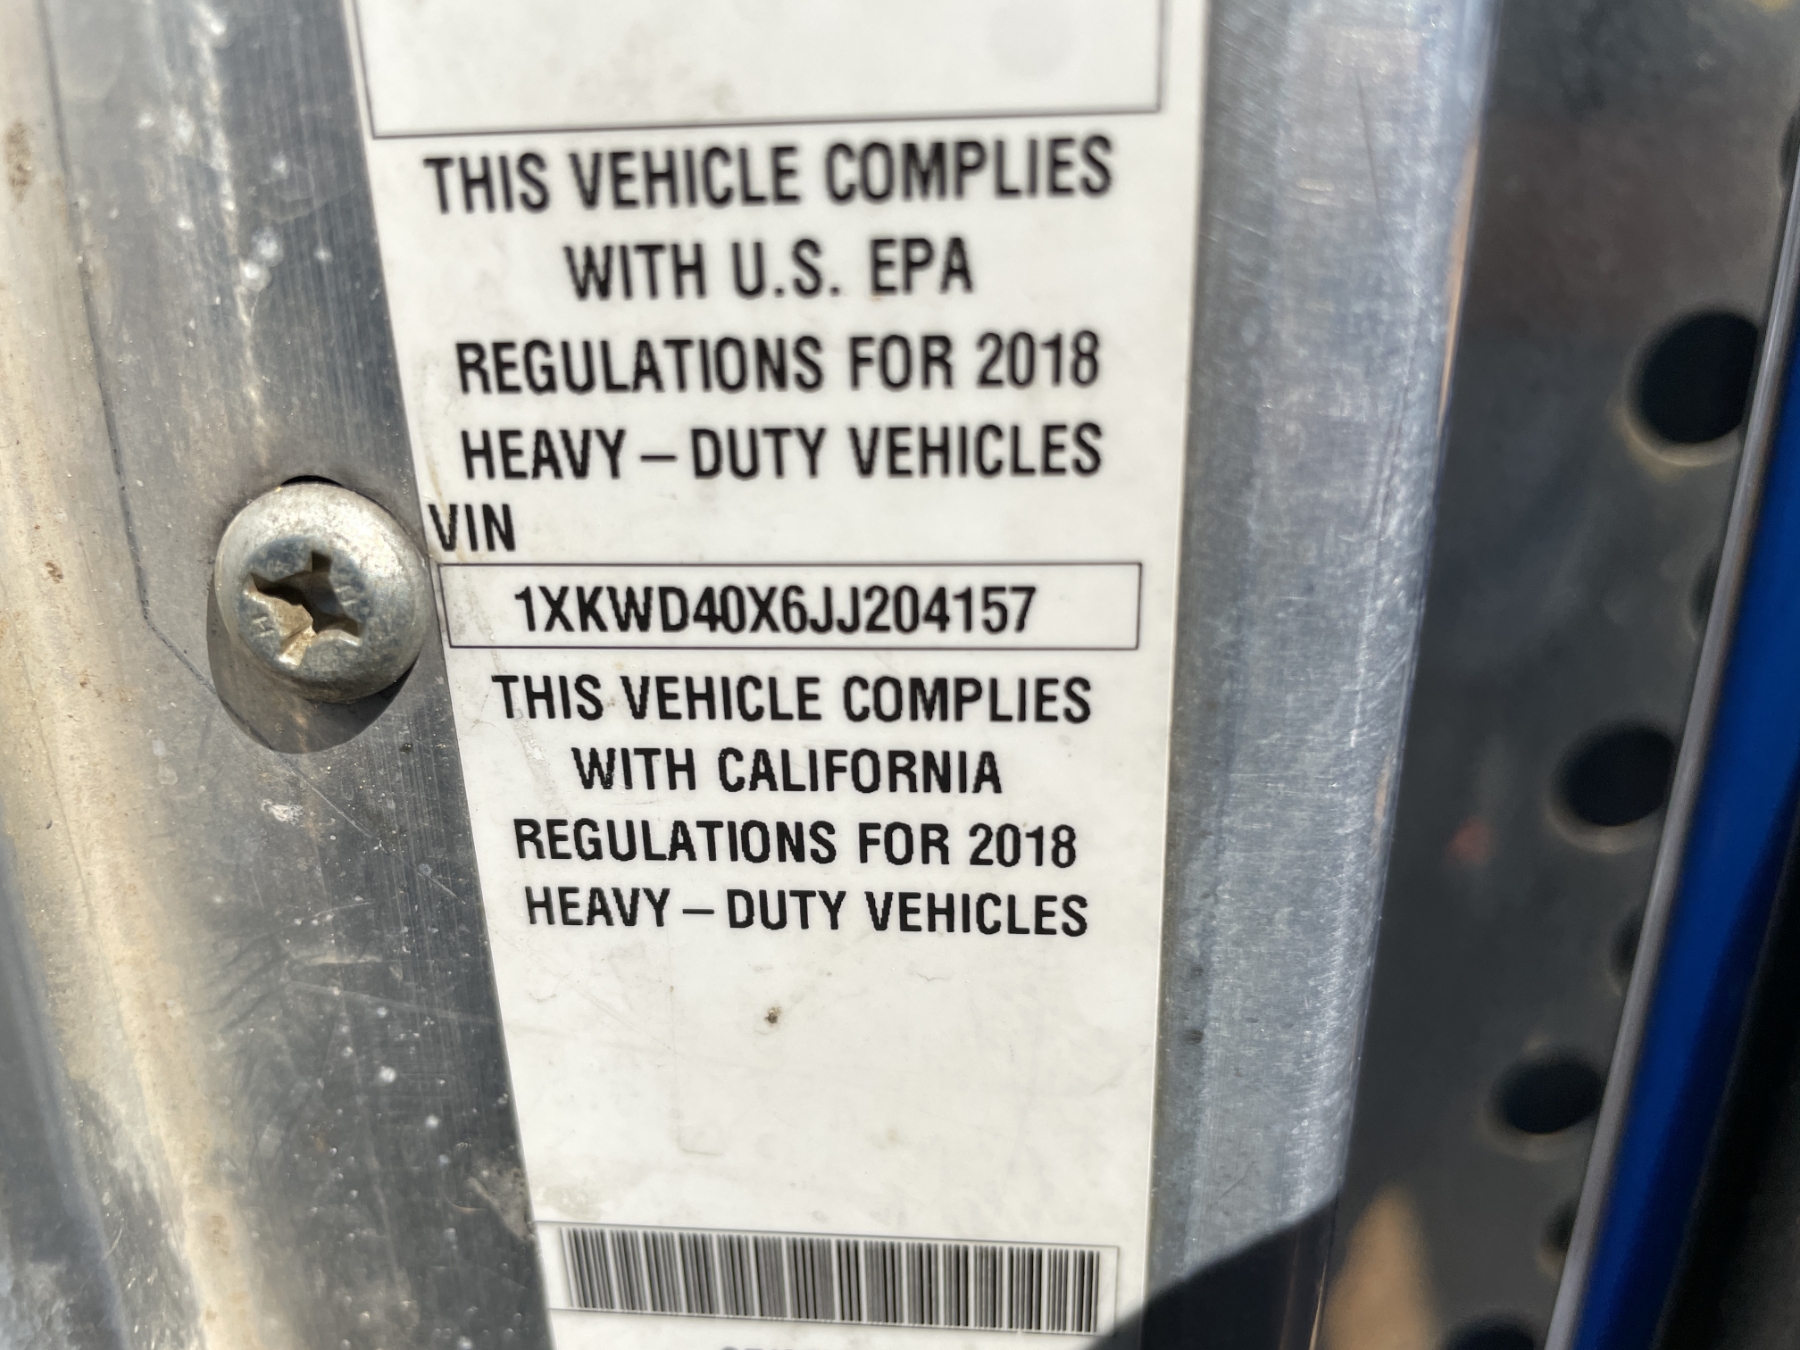 THIS VEHICLE COMPLIES
WITH U.S. EPA
REGULATIONS FOR 2018
HEAVY – DUTY VEHICLES
VIN
1XKWD40X6JJ204157
THIS VEHICLE COMPLIES
WITH CALIFORNIA
REGULATIONS FOR 2018
HEAVY – DUTY VEHICLES